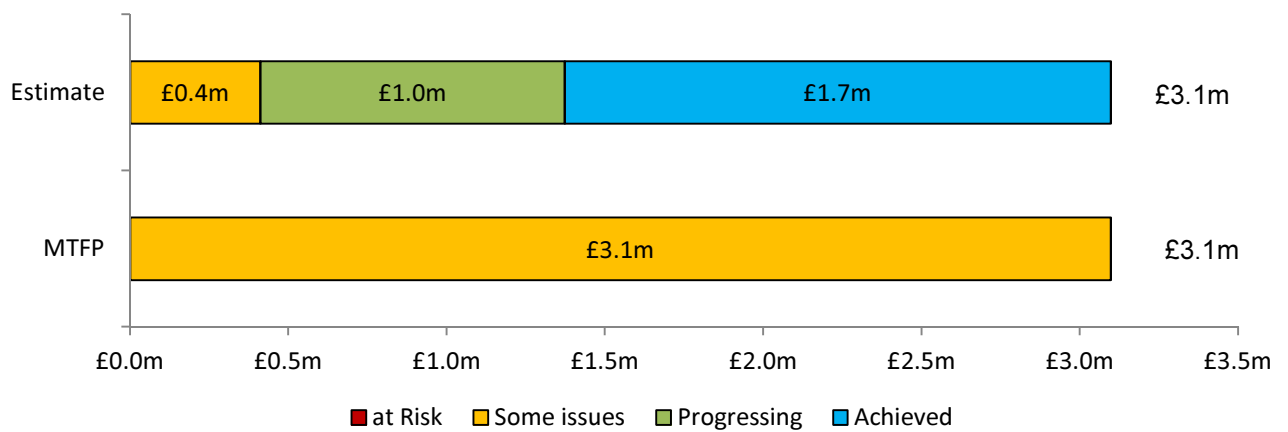 Estimate £0.4m £1.0m £1.7m £3.1m
MTFP £3.1m £3.1m
£0.0m £0.5m £1.0m £1.5m £2.0m £2.5m £3.0m £3.5m
at Risk Some issues Progressing Achieved